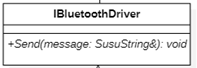 IBluetoothDriver
+Send(message: SusuString&): void